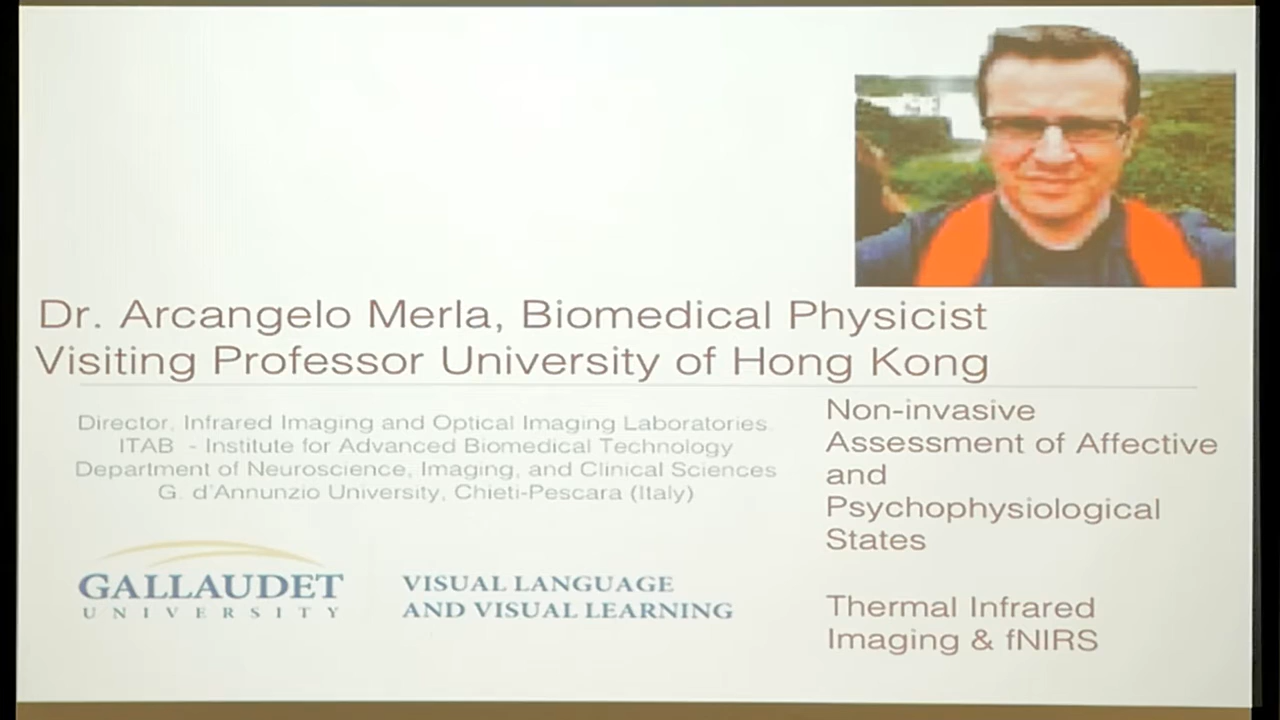 Dr. Arcangelo Merla, Biomedical Physicist
Visiting Professor University of Hong Kong
Director, Infrared Imaging and Optical Imaging Laboratories
ITAB - Institute for Advanced Biomedical Technology
Department of Neuroscience, Imaging, and Clinical Sciences
G. d'Annunzio University, Chieti-Pescara (Italy)
Non-invasive
Assessment of Affective
and
Psychophysiological
States
Thermal Infrared
Imaging & fNIRS
GALLAUDET
UNIVERSITY
VISUAL LANGUAGE
AND VISUAL LEARNING